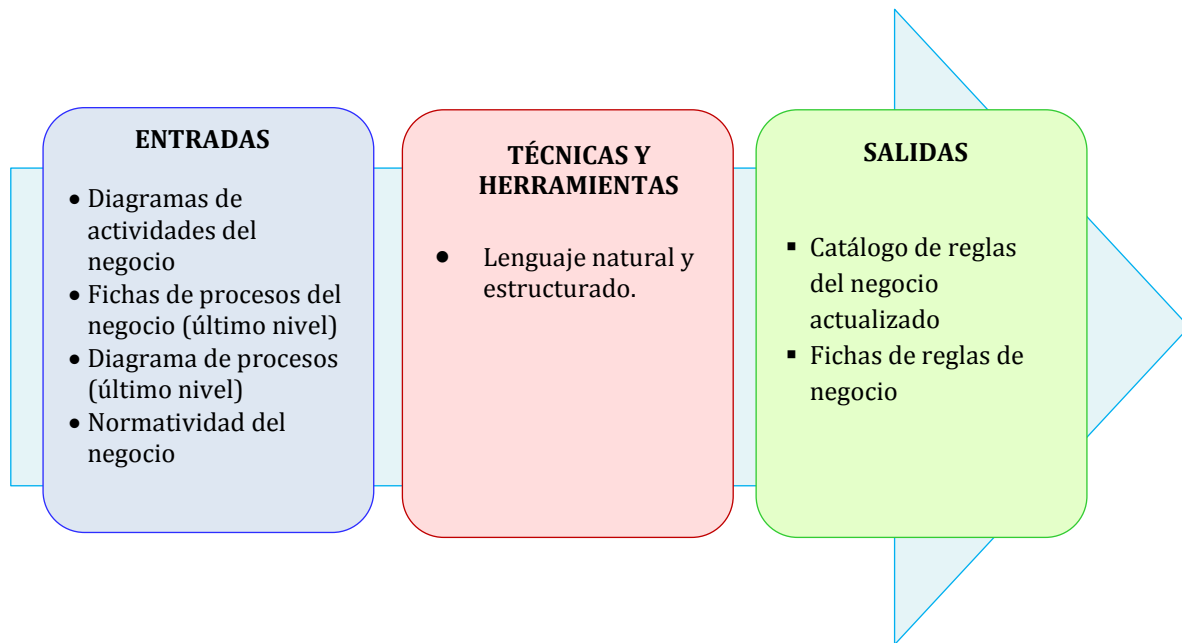 ENTRADAS
• Diagramas de
actividades del
negocio
• Fichas de procesos del
negocio (último nivel)
• Diagrama de procesos
(último nivel)
• Normatividad del
negocio
TÉCNICAS Y
HERRAMIENTAS
• Lenguaje natural y
estructurado.
SALIDAS
▪ Catálogo de reglas
del negocio
actualizado
▪ Fichas de reglas de
negocio